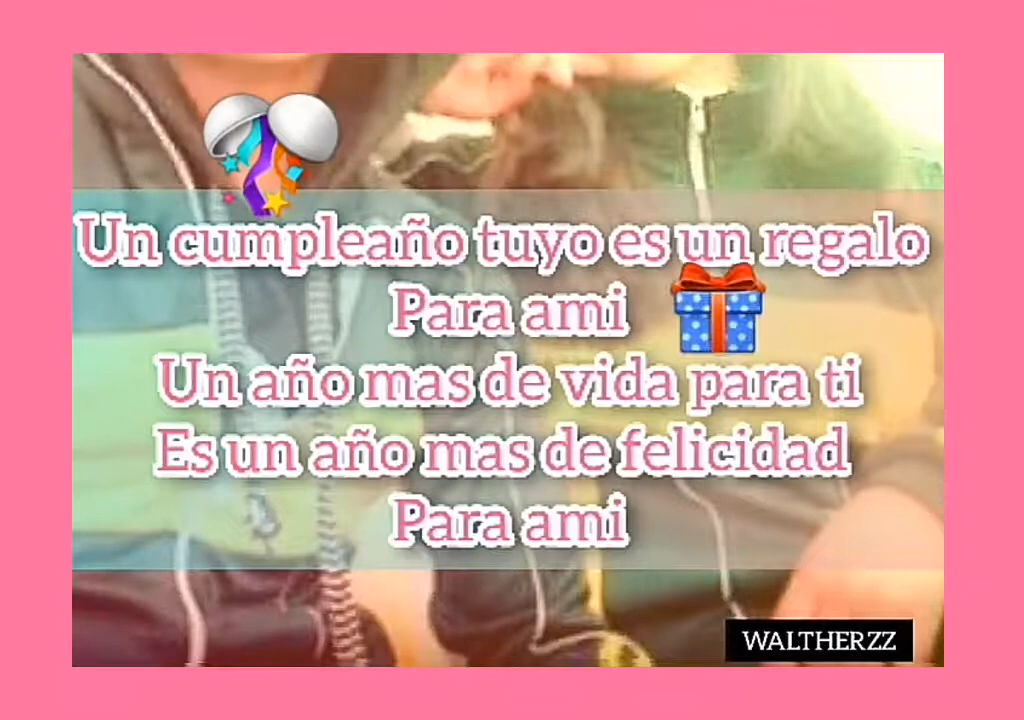 Un cumpleaño tuyo es un regalo
Para ami
Un año mas de vida para ti
Es un año mas de felicidad
Para ami
WALTHERZZ